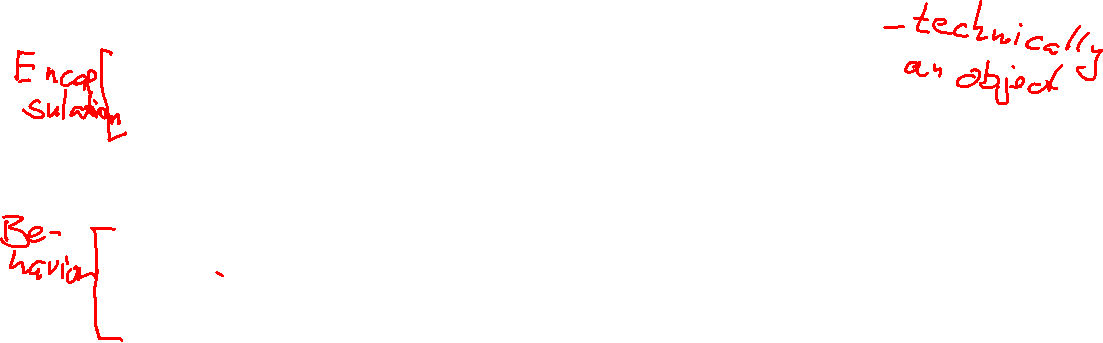 Encap
sulation
Be-
havior
- technically
an object